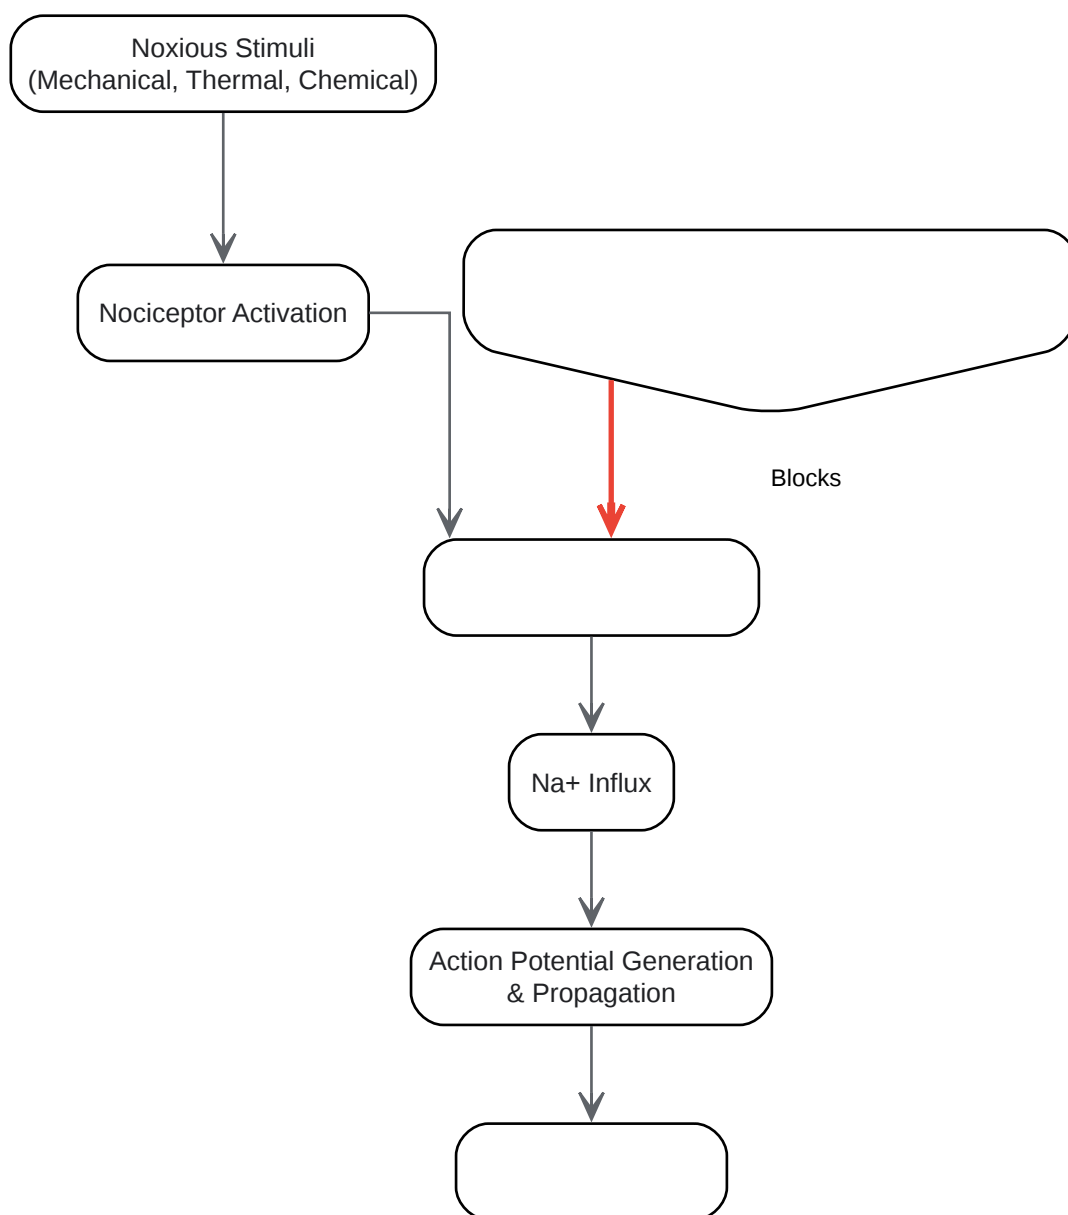 Noxious Stimuli
(Mechanical, Thermal, Chemical)
Nociceptor Activation
Blocks
Na+ Influx
Action Potential Generation
& Propagation